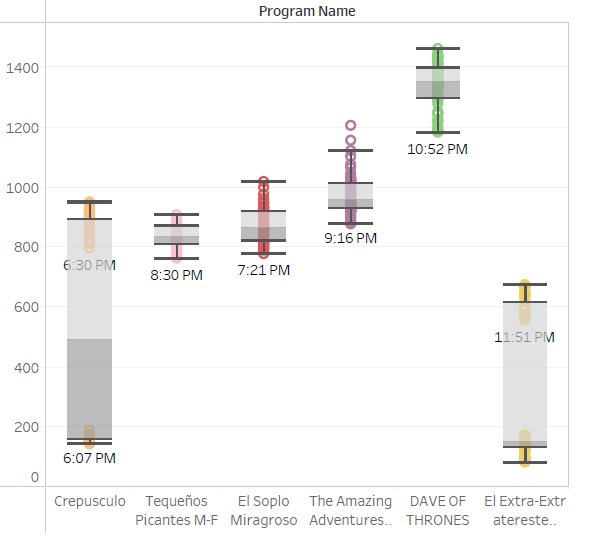 Program Name
1400
1200
1000
800
600
400
200
0
10:52 PM
9:16 PM
6:30 PM
8:30 PM
7:21 PM
11:51 PM
6:07 PM
Crepusculo
Tequeños
Picantes M-F
El Soplo
Miragroso
The Amazing
Adventures..
DAVE OF
THRONES
El Extra-Extr
atereste..